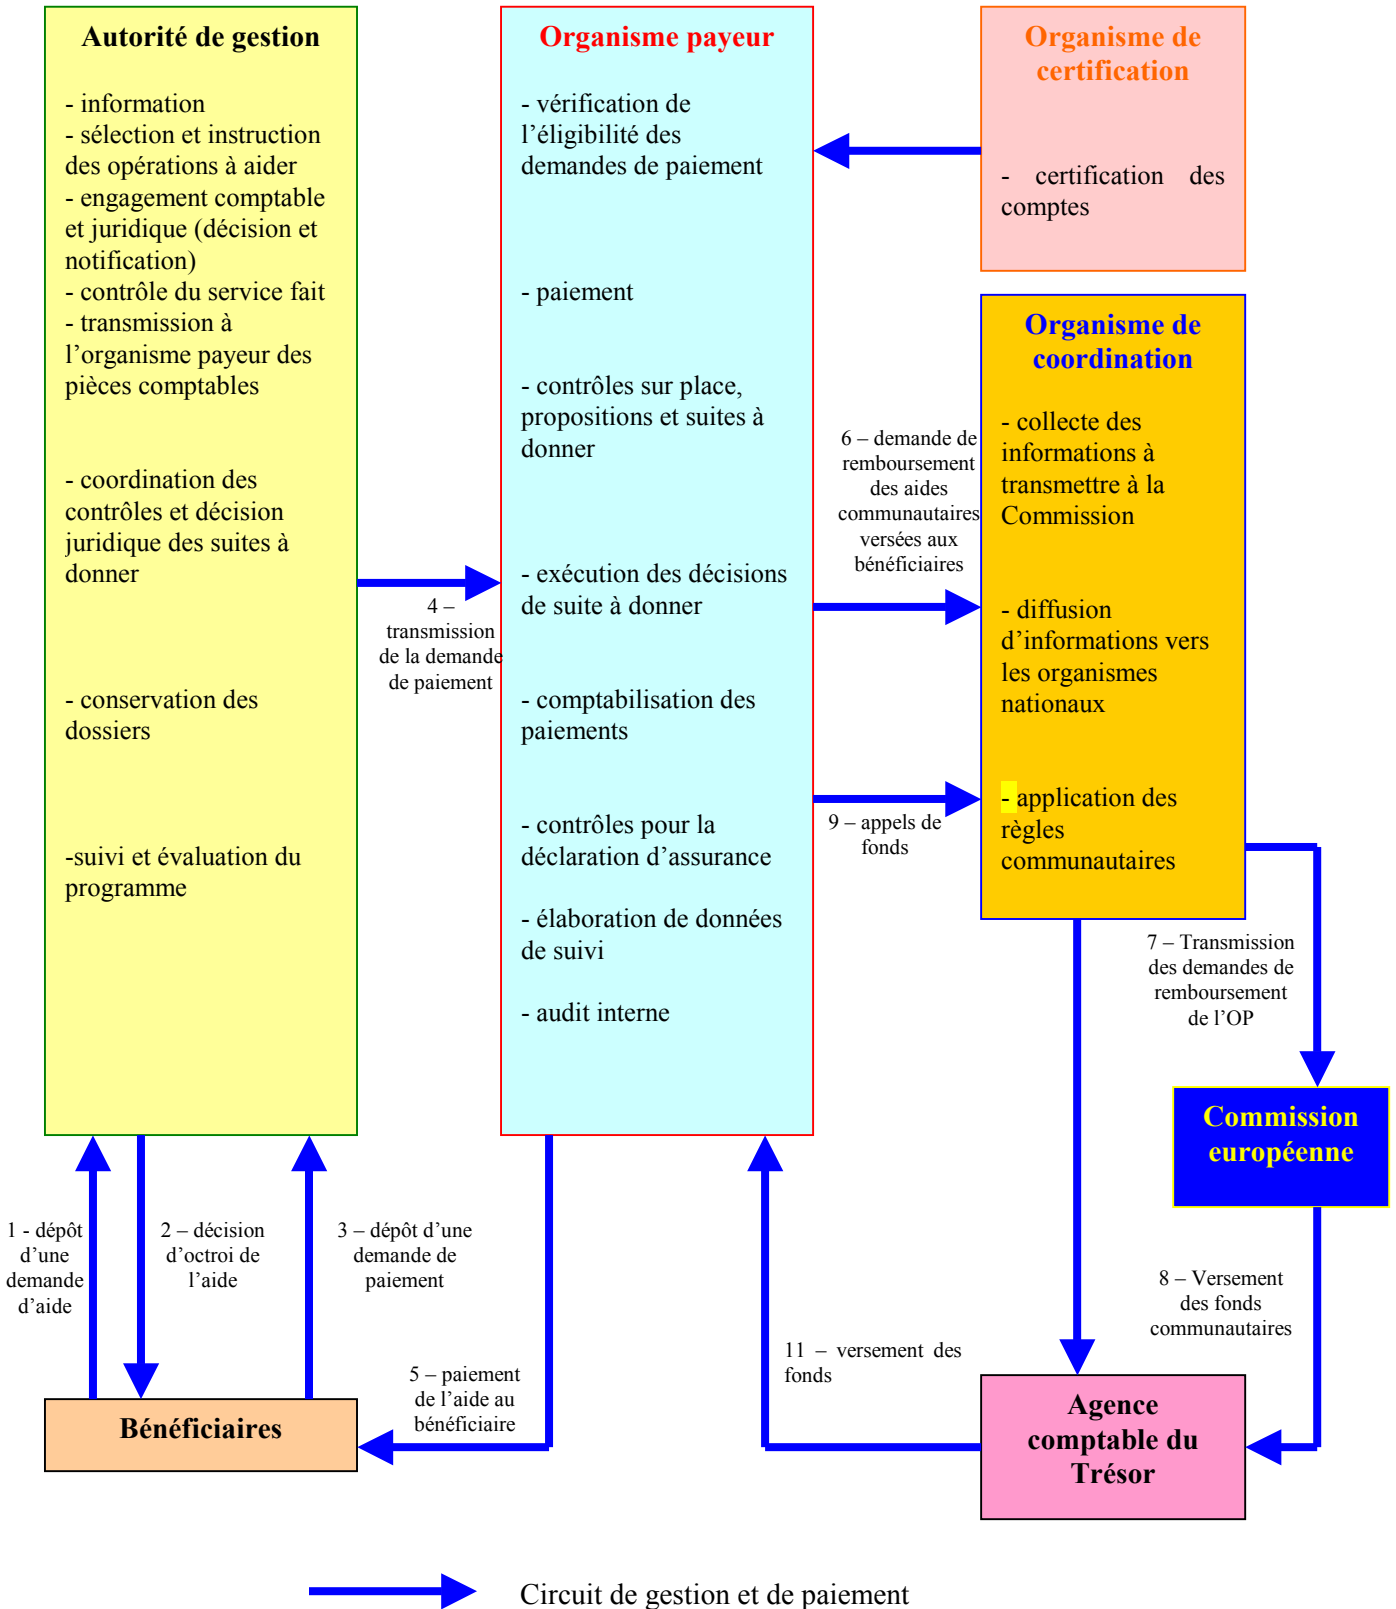 Autorité de gestion
- information
- sélection et instruction
des opérations à aider
- engagement comptable
et juridique (décision et
notification)
- contrôle du service fait
- transmission à
l’organisme payeur des
pièces comptables
- coordination des
contrôles et décision
juridique des suites à
donner
- conservation des
dossiers
-suivi et évaluation du
programme
4 –
transmission
de la demande
de paiement
Organisme payeur
- vérification de
l’éligibilité des
demandes de paiement
- paiement
- contrôles sur place,
propositions et suites à
donner
- exécution des décisions
de suite à donner
- comptabilisation des
paiements
- contrôles pour la
déclaration d’assurance
- élaboration de données
de suivi
- audit interne
Organisme de
certification
- certification des
comptes
6 – demande de
remboursement
des aides
communautaires
versées aux
bénéficiaires
9 – appels de
fonds
Organisme de
coordination
- collecte des
informations à
transmettre à la
Commission
- diffusion
d’informations vers
les organismes
nationaux
- application des
règles
communautaires
7 – Transmission
des demandes de
remboursement
de l’OP
Commission
européenne
1 - dépôt
d’une
demande
d’aide
2 – décision
d’octroi de
l’aide
3 – dépôt d’une
demande de
paiement
5 – paiement
de l’aide au
bénéficiaire
8 – Versement
des fonds
communautaires
11 – versement des
fonds
Bénéficiaires
Agence
comptable du
Trésor
Circuit de gestion et de paiement